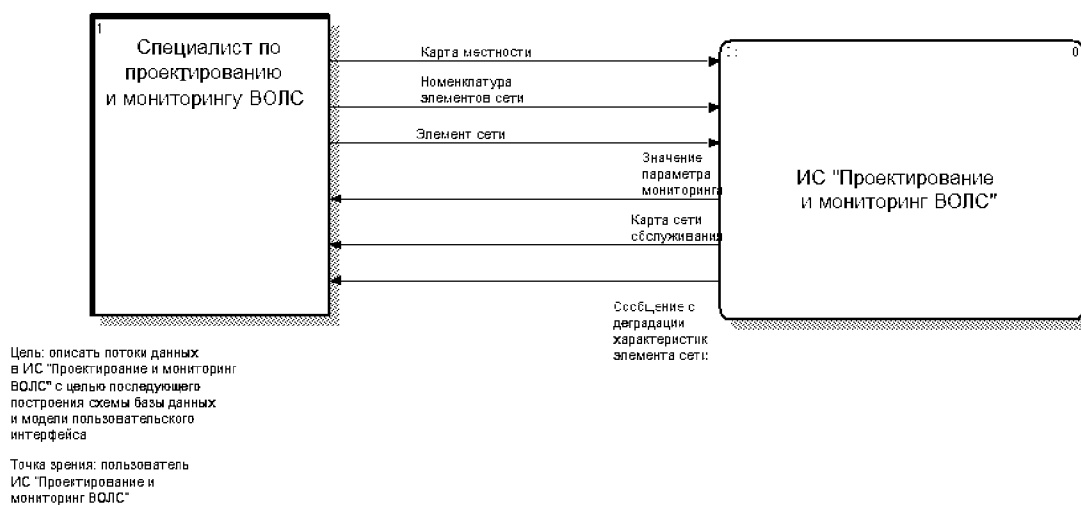 1
Специалист по
проектированию
и мониторингу ВОЛС
Карта местности
Номенклатура
элементов сети
Элемент сети
Значение
параметра
мониторинга
Карта сети
обслуживания
Сообщение о
деградации
характеристик
элемента сети
0
ИС "Проектирование
и мониторинг ВОЛС"
Цель: описать потоки данных
в ИС "Проектироание и мониторинг
ВОЛС" с целью последующего
построения схемы базы данных
и модели пользовательского
интерфейса
Точка зрения: пользователь
ИС "Проектирование и
мониторинг ВОЛС"